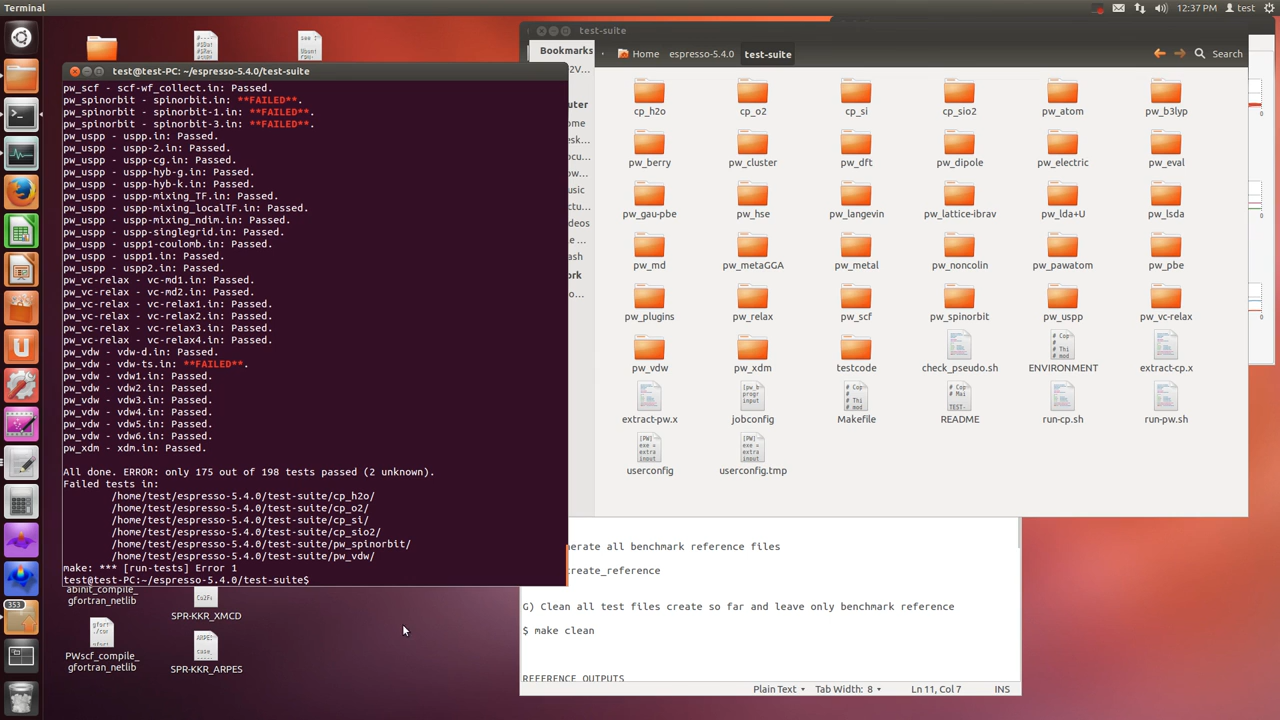 Terminal
12:37 PM
test
test@test-PC: ~/espresso-5.4.0/test-suite
pw_scf - scf-wf_collect.in: Passed.
pw_spinorbit - spinorbit.in: **FAILED**.
pw_spinorbit - spinorbit-1.in: **FAILED**.
pw_spinorbit - spinorbit-3.in: **FAILED**.
pw_uspp - uspp.in: Passed.
pw_uspp - uspp-2.in: Passed.
pw_uspp - uspp-cg.in: Passed.
pw_uspp - uspp-hyb-g.in: Passed.
pw_uspp - uspp-hyb-k.in: Passed.
pw_uspp - uspp-mixing_TF.in: Passed.
pw_uspp - uspp-mixing_localTF.in: Passed.
pw_uspp - uspp-mixing_ndim.in: Passed.
pw_uspp - uspp-singlegrid.in: Passed.
pw_uspp - uspp1-coulomb.in: Passed.
pw_uspp - uspp1.in: Passed.
pw_uspp - uspp2.in: Passed.
pw_vc-relax - vc-md1.in: Passed.
pw_vc-relax - vc-md2.in: Passed.
pw_vc-relax - vc-relax1.in: Passed.
pw_vc-relax - vc-relax2.in: Passed.
pw_vc-relax - vc-relax3.in: Passed.
pw_vc-relax - vc-relax4.in: Passed.
pw_vdw - vdw-d.in: Passed.
pw_vdw - vdw-ts.in: **FAILED**.
pw_vdw - vdw1.in: Passed.
pw_vdw - vdw2.in: Passed.
pw_vdw - vdw3.in: Passed.
pw_vdw - vdw4.in: Passed.
pw_vdw - vdw5.in: Passed.
pw_vdw - vdw6.in: Passed.
pw_xdm - xdm.in: Passed.
All done. ERROR: only 175 out of 198 tests passed (2 unknown).
Failed tests in:
/home/test/espresso-5.4.0/test-suite/cp_h2o/
/home/test/espresso-5.4.0/test-suite/cp_o2/
/home/test/espresso-5.4.0/test-suite/cp_si/
/home/test/espresso-5.4.0/test-suite/cp_sio2/
/home/test/espresso-5.4.0/test-suite/pw_spinorbit/
/home/test/espresso-5.4.0/test-suite/pw_vdw/
make: *** [run-tests] Error 1
test@test-PC:~/espresso-5.4.0/test-suite$
test-suite
Bookmarks
Home espresso-5.4.0 test-suite
Search
cp_h2o cp_o2 cp_si cp_sio2 pw_atom pw_b3lyp
pw_berry pw_cluster pw_dft pw_dipole pw_electric pw_eval
pw_gau-pbe pw_hse pw_langevin pw_lattice-ibrav pw_lda+U pw_lsda
pw_md pw_metaGGA pw_metal pw_noncolin pw_pawatom pw_pbe
pw_plugins pw_relax pw_scf pw_spinorbit pw_uspp pw_vc-relax
pw_vdw pw_xdm testcode check_pseudo.sh ENVIRONMENT extract-cp.x
extract-pw.x jobconfig Makefile README run-cp.sh run-pw.sh
userconfig userconfig.tmp
nerate all benchmark reference files
create_reference
G) Clean all test files create so far and leave only benchmark reference
$ make clean
REFERENCE OUTPUTS
Plain Text Tab Width: 8 Ln 11, Col 7 INS
353
abinit_compile_
gfortran_netlib
SPR-KKR_XMCD
PWscf_compile_
gfortran_netlib
SPR-KKR_ARPES